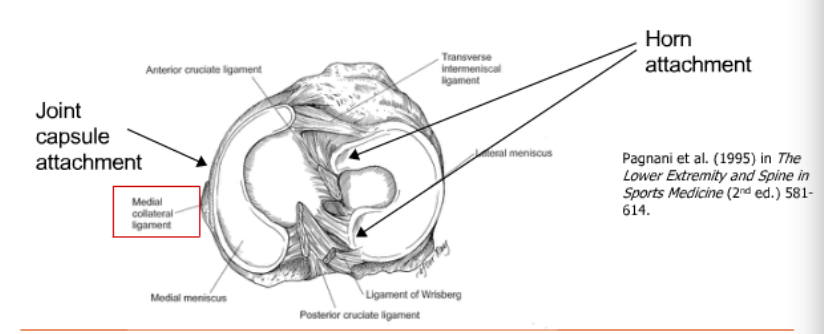 Horn
attachment
Transverse
intermeniscal
ligament
Anterior cruciate ligament
Joint
capsule
attachment
Lateral meniscus
Pagnani et al. (1995) in The
Lower Extremity and Spine in
Sports Medicine (2nd ed.) 581-
614.
Medial
collateral
ligament
Medial meniscus
Ligament of Wrisberg
Posterior cruciate ligament